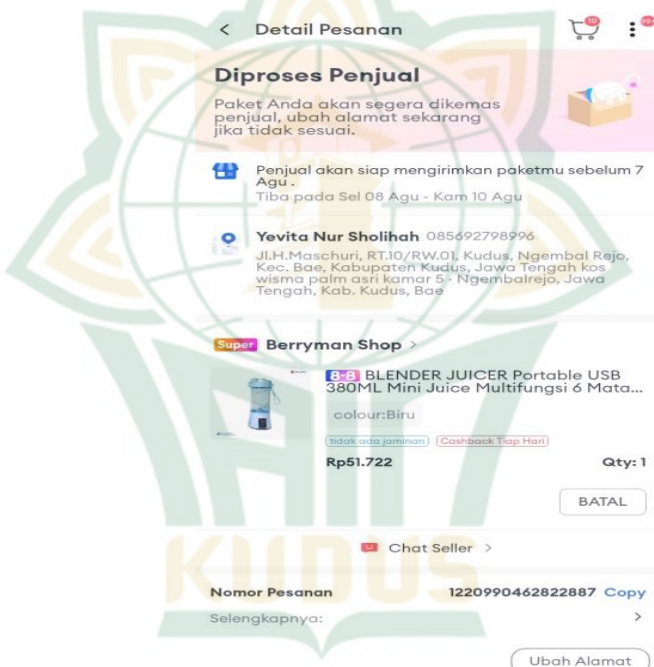 Detail Pesanan
10
99+
Diproses Penjual
Paket Anda akan segera dikemas
penjual, ubah alamat sekarang
jika tidak sesuai.
Penjual akan siap mengirimkan paketmu sebelum 7
Agu .
Tiba pada Sel 08 Agu - Kam 10 Agu
Yevita Nur Sholihah 085692798996
Jl.H.Maschuri, RT.10/RW.01, Kudus, Ngembal Rejo,
Kec. Bae, Kabupaten Kudus, Jawa Tengah kos
wisma palm asri kamar 5 - Ngembalrejo, Jawa
Tengah, Kab. Kudus, Bae
Super Berryman Shop
8-8 BLENDER JUICER Portable USB
380ML Mini Juice Multifungsi 6 Mata...
colour:Biru
tidak ada jaminan Cashback Tiap Hari
Rp51.722 Qty: 1
BATAL
Chat Seller
KUDUS
Nomor Pesanan 1220990462822887 Copy
Selengkapnya:
Ubah Alamat